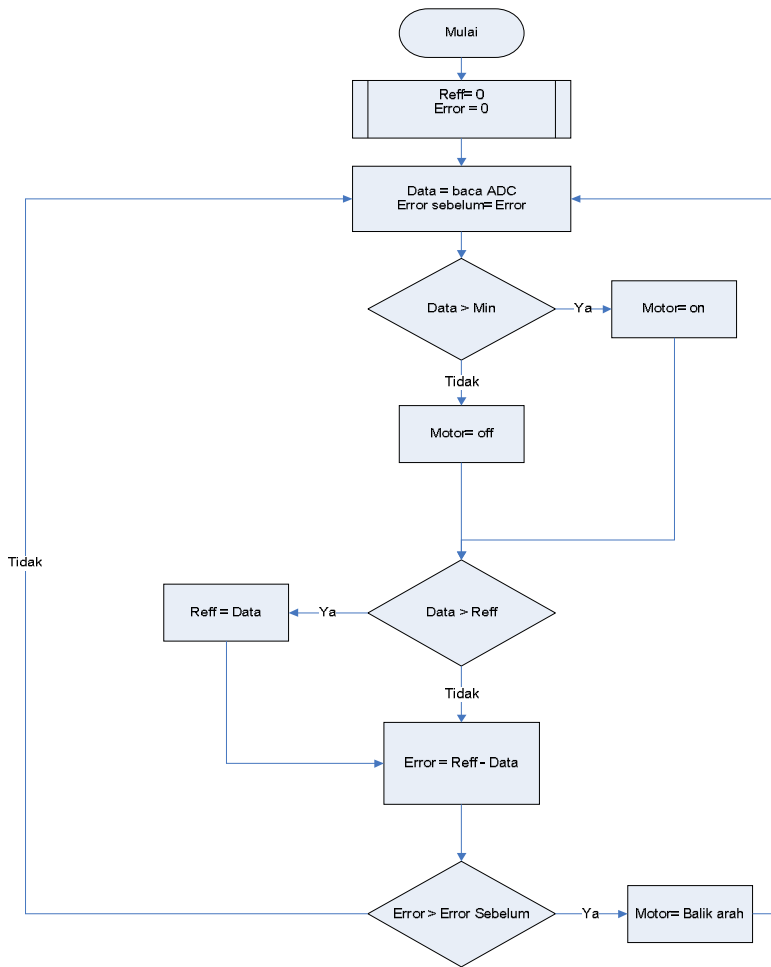 Mulai
Reff= 0
Error = 0
Data = baca ADC
Error sebelum= Error
Data > Min
Ya
Motor= on
Tidak
Motor= off
Tidak
Data > Reff
Ya
Reff = Data
Tidak
Error = Reff - Data
Error > Error Sebelum
Ya
Motor= Balik arah